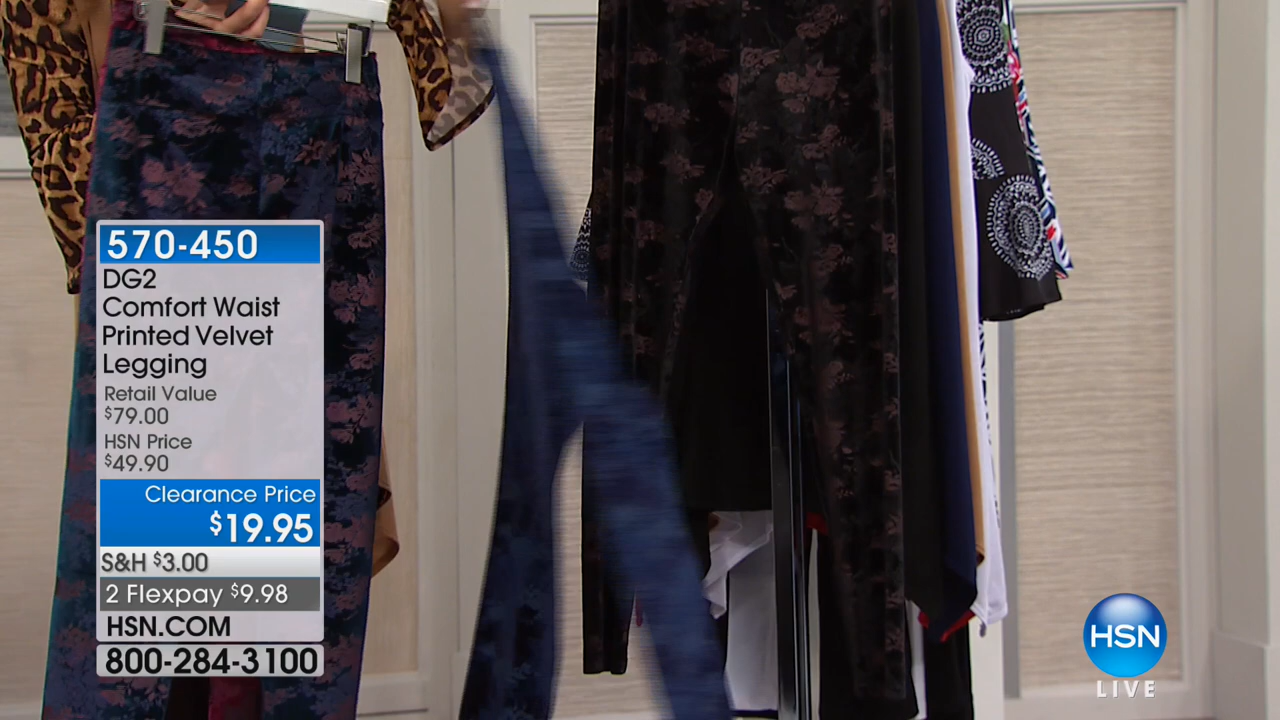 570-450
DG2
Comfort Waist
Printed Velvet
Legging
Retail Value
$79.00
HSN Price
$49.90
Clearance Price
$19.95
S&H $3.00
2 Flexpay $9.98
HSN.COM
800-284-3100
HSN
LIVE